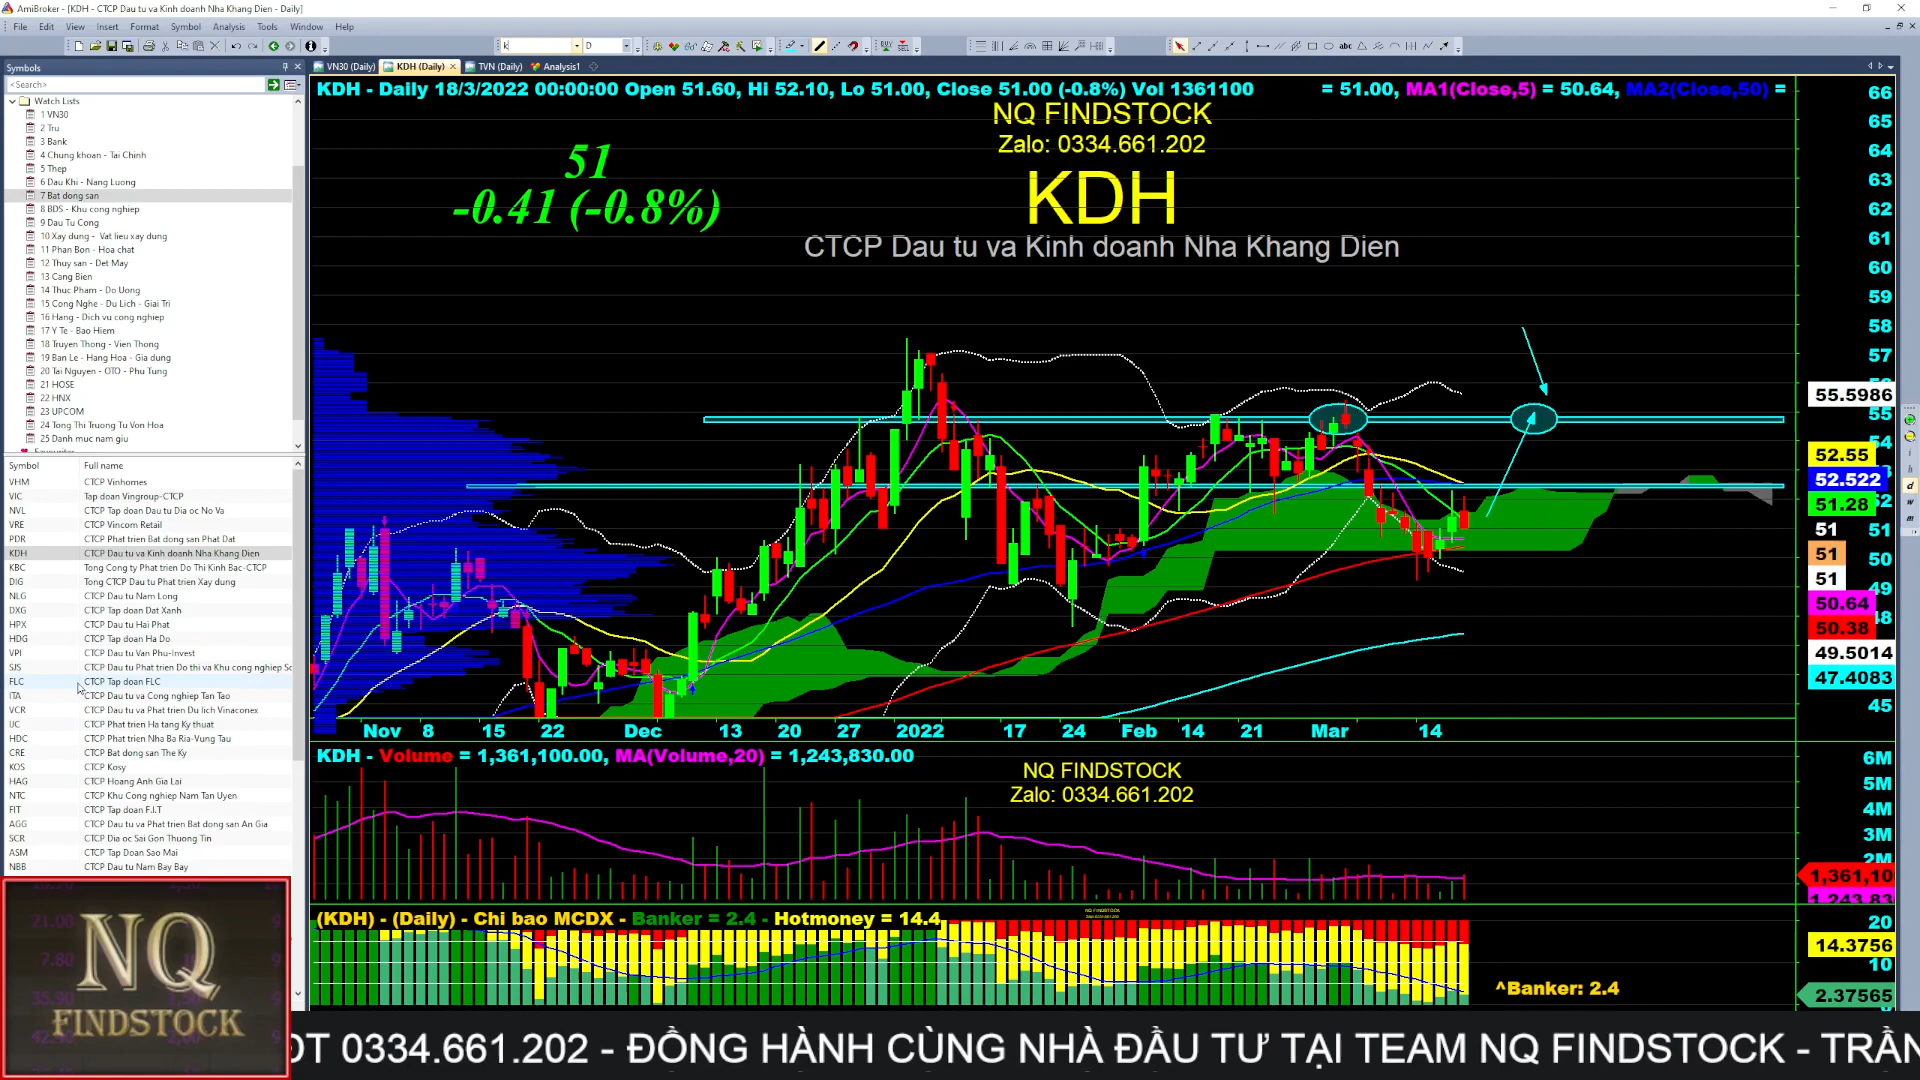 AmiBroker - [KDH - CTCP Dau tu va Kinh doanh Nha Khang Dien - Daily]
File Edit View Insert Format Symbol Analysis Tools Window Help
k D
Symbols
<Search>
VN30 (Daily) KDH (Daily) TVN (Daily) Analysis1
Watch Lists
1 VN30
2 Tru
3 Bank
4 Chung khoan - Tai Chinh
5 Thep
6 Dau Khi - Nang Luong
7 Bat dong san
8 BDS - Khu cong nghiep
9 Dau Tu Cong
10 Xay dung - Vat lieu xay dung
11 Phan Bon - Hoa chat
12 Thuy san - Det May
13 Cang Bien
14 Thuc Pham - Do Uong
15 Cong Nghe - Du Lich - Giai Tri
16 Hang - Dich vu cong nghiep
17 Y Te - Bao Hiem
18 Truyen Thong - Vien Thong
19 Ban Le - Hang Hoa - Gia dung
20 Tai Nguyen - OTO - Phu Tung
21 HOSE
22 HNX
23 UPCOM
24 Tong Thi Truong Tu Von Hoa
25 Danh muc nam giu
Symbol Full name
VHM CTCP Vinhomes
VIC Tap doan Vingroup-CTCP
NVL CTCP Tap doan Dau tu Dia oc No Va
VRE CTCP Vincom Retail
PDR CTCP Phat trien Bat dong san Phat Dat
KDH CTCP Dau tu va Kinh doanh Nha Khang Dien
KBC Tong Cong ty Phat trien Do Thi Kinh Bac-CTCP
DIG Tong CTCP Dau tu Phat trien Xay dung
NLG CTCP Dau tu Nam Long
DXG CTCP Tap doan Dat Xanh
HPX CTCP Dau tu Hai Phat
HDG CTCP Tap doan Ha Do
VPI CTCP Dau tu Van Phu-Invest
SJS CTCP Dau tu Phat trien Do thi va Khu cong nghiep So
FLC CTCP Tap doan FLC
ITA CTCP Dau tu va Cong nghiep Tan Tao
VCR CTCP Dau tu va Phat trien Du lich Vinaconex
IJC CTCP Phat trien Ha tang Ky thuat
HDC CTCP Phat trien Nha Ba Ria-Vung Tau
CRE CTCP Bat dong san The Ky
KOS CTCP Kosy
HAG CTCP Hoang Anh Gia Lai
NTC CTCP Khu Cong nghiep Nam Tan Uyen
FIT CTCP Tap doan F.I.T
AGG CTCP Dau tu va Phat trien Bat dong san An Gia
SCR CTCP Dia oc Sai Gon Thuong Tin
ASM CTCP Tap Doan Sao Mai
NBB CTCP Dau tu Nam Bay Bay
NQ
FINDSTOCK
KDH - Daily 18/3/2022 00:00:00 Open 51.60, Hi 52.10, Lo 51.00, Close 51.00 (-0.8%) Vol 1361100 = 51.00, MA1(Close,5) = 50.64, MA2(Close,50) =
NQ FINDSTOCK
Zalo: 0334.661.202
51
-0.41 (-0.8%)
KDH
CTCP Dau tu va Kinh doanh Nha Khang Dien
66
65
64
63
62
61
60
59
58
57
55.5986
55
54
52.55
52.522
52
51.28
51
51
50
51
49
50.64
48
50.38
49.5014
47.4083
45
Nov 8 15 22 Dec 13 20 27 2022 17 24 Feb 14 21 Mar 14
KDH - Volume = 1,361,100.00, MA(Volume,20) = 1,243,830.00
NQ FINDSTOCK
Zalo: 0334.661.202
6M
5M
4M
3M
2M
1,361,10
1,243,83
(KDH) - (Daily) - Chi bao MCDX - Banker = 2.4 - Hotmoney = 14.4
^Banker: 2.4
20
14.3756
10
2.37565
ĐT 0334.661.202 - ĐỒNG HÀNH CÙNG NHÀ ĐẦU TƯ TẠI TEAM NQ FINDSTOCK - TRẦN